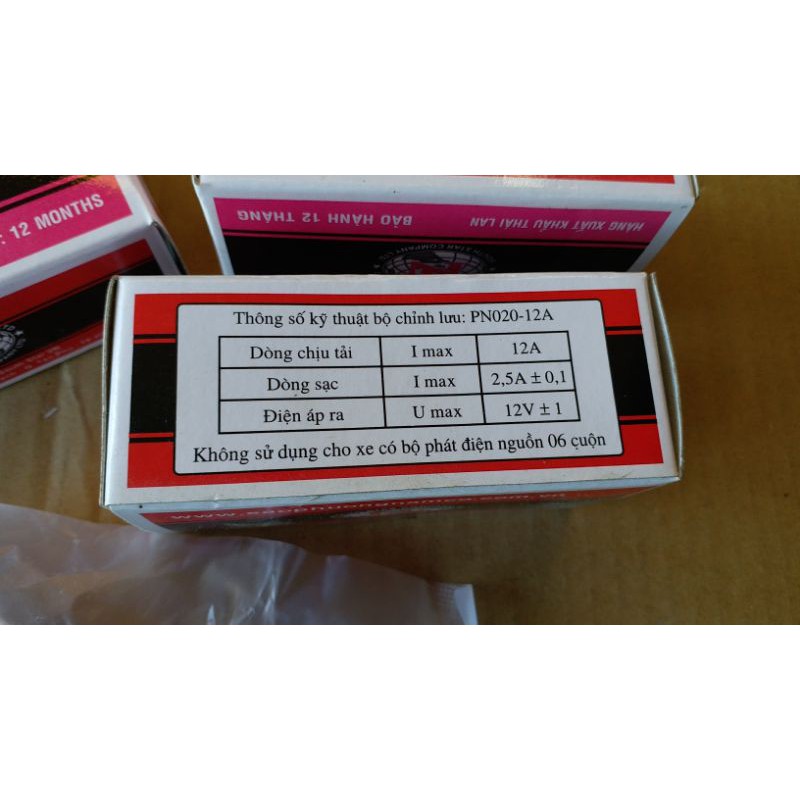 : 12 MONTHS
BẢO HÀNH 12 THÁNG
HÀNG XUẤT KHẨU THÁI LAN
Thông số kỹ thuật bộ chỉnh lưu: PN020-12A
Dòng chịu tải I max 12A
Dòng sạc I max 2,5A ± 0,1
Điện áp ra U max 12V ± 1
Không sử dụng cho xe có bộ phát điện nguồn 06 cuộn